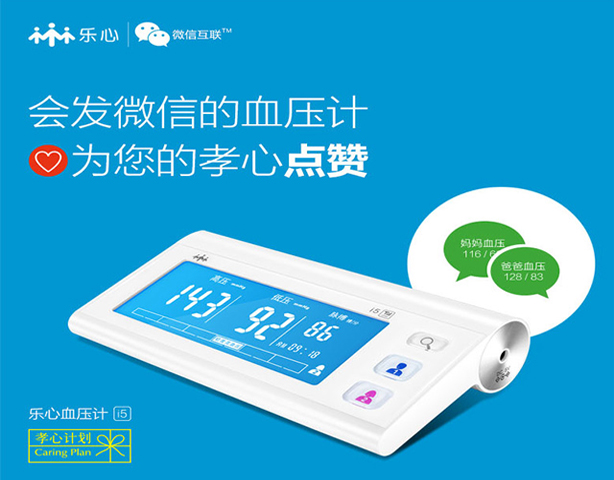 乐心
微信互联™
会发微信的血压计
为您的孝心点赞
妈妈血压
116 / 6
爸爸血压
128 / 83
高压
低压
脉搏
143
92
86
09:18
i5
乐心血压计 i5
孝心计划
Caring Plan